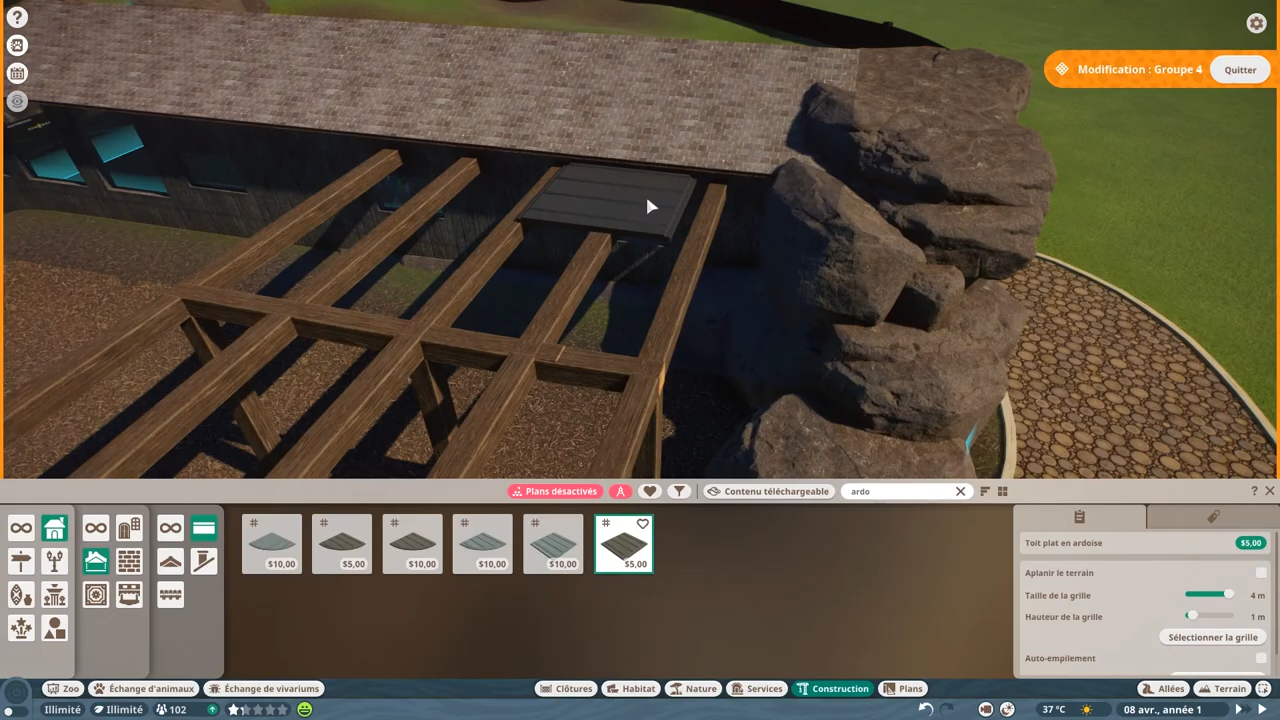 ?
Modification : Groupe 4
Quitter
Plans désactivés
Contenu téléchargeable
ardo
?
$10,00
$5,00
$10,00
$10,00
$10,00
$5,00
Toit plat en ardoise
$5,00
Aplanir le terrain
Taille de la grille
4 m
Hauteur de la grille
1 m
Sélectionner la grille
Auto-empilement
Zoo
Échange d'animaux
Échange de vivariums
Clôtures
Habitat
Nature
Services
Construction
Plans
Allées
Terrain
Illimité
Illimité
102
37 °C
08 avr., année 1